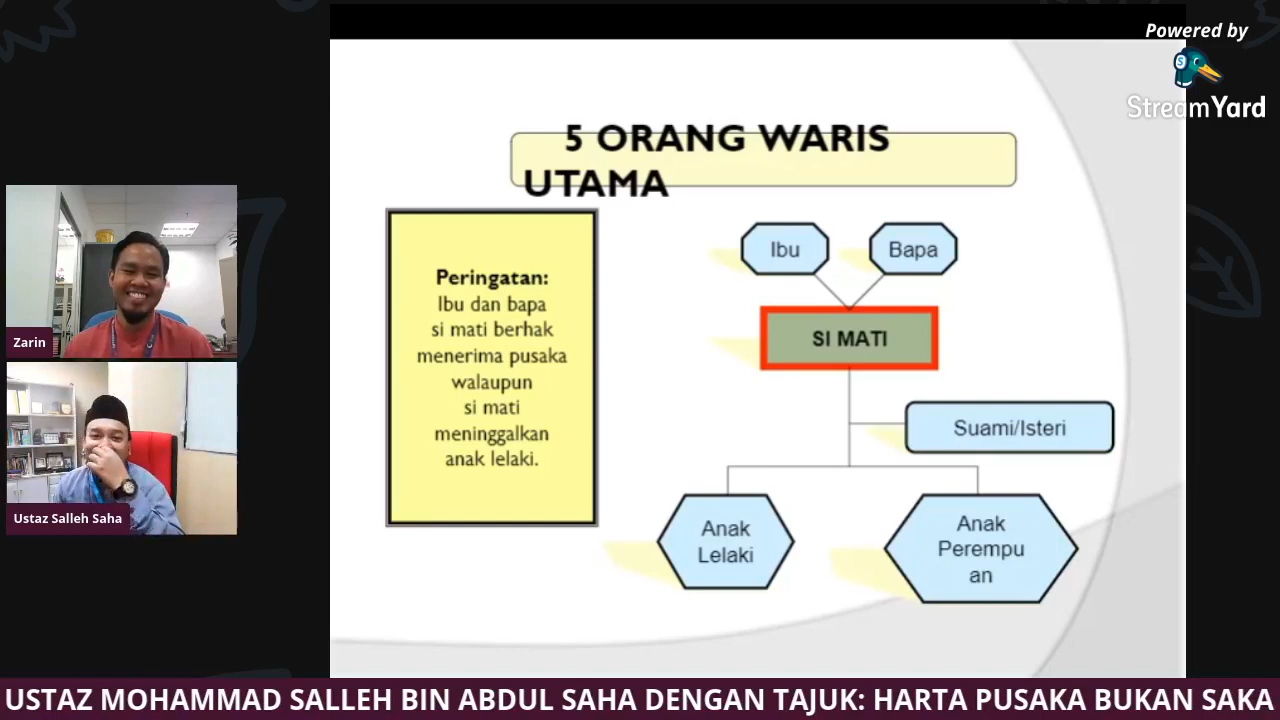 Powered by
StreamYard
5 ORANG WARIS
UTAMA
Peringatan:
Ibu dan bapa
si mati berhak
menerima pusaka
walaupun
si mati
meninggalkan
anak lelaki.
Ibu
Bapa
SI MATI
Suami/Isteri
Anak
Lelaki
Anak
Perempu
an
Zarin
Ustaz Salleh Saha
USTAZ MOHAMMAD SALLEH BIN ABDUL SAHA DENGAN TAJUK: HARTA PUSAKA BUKAN SAKA